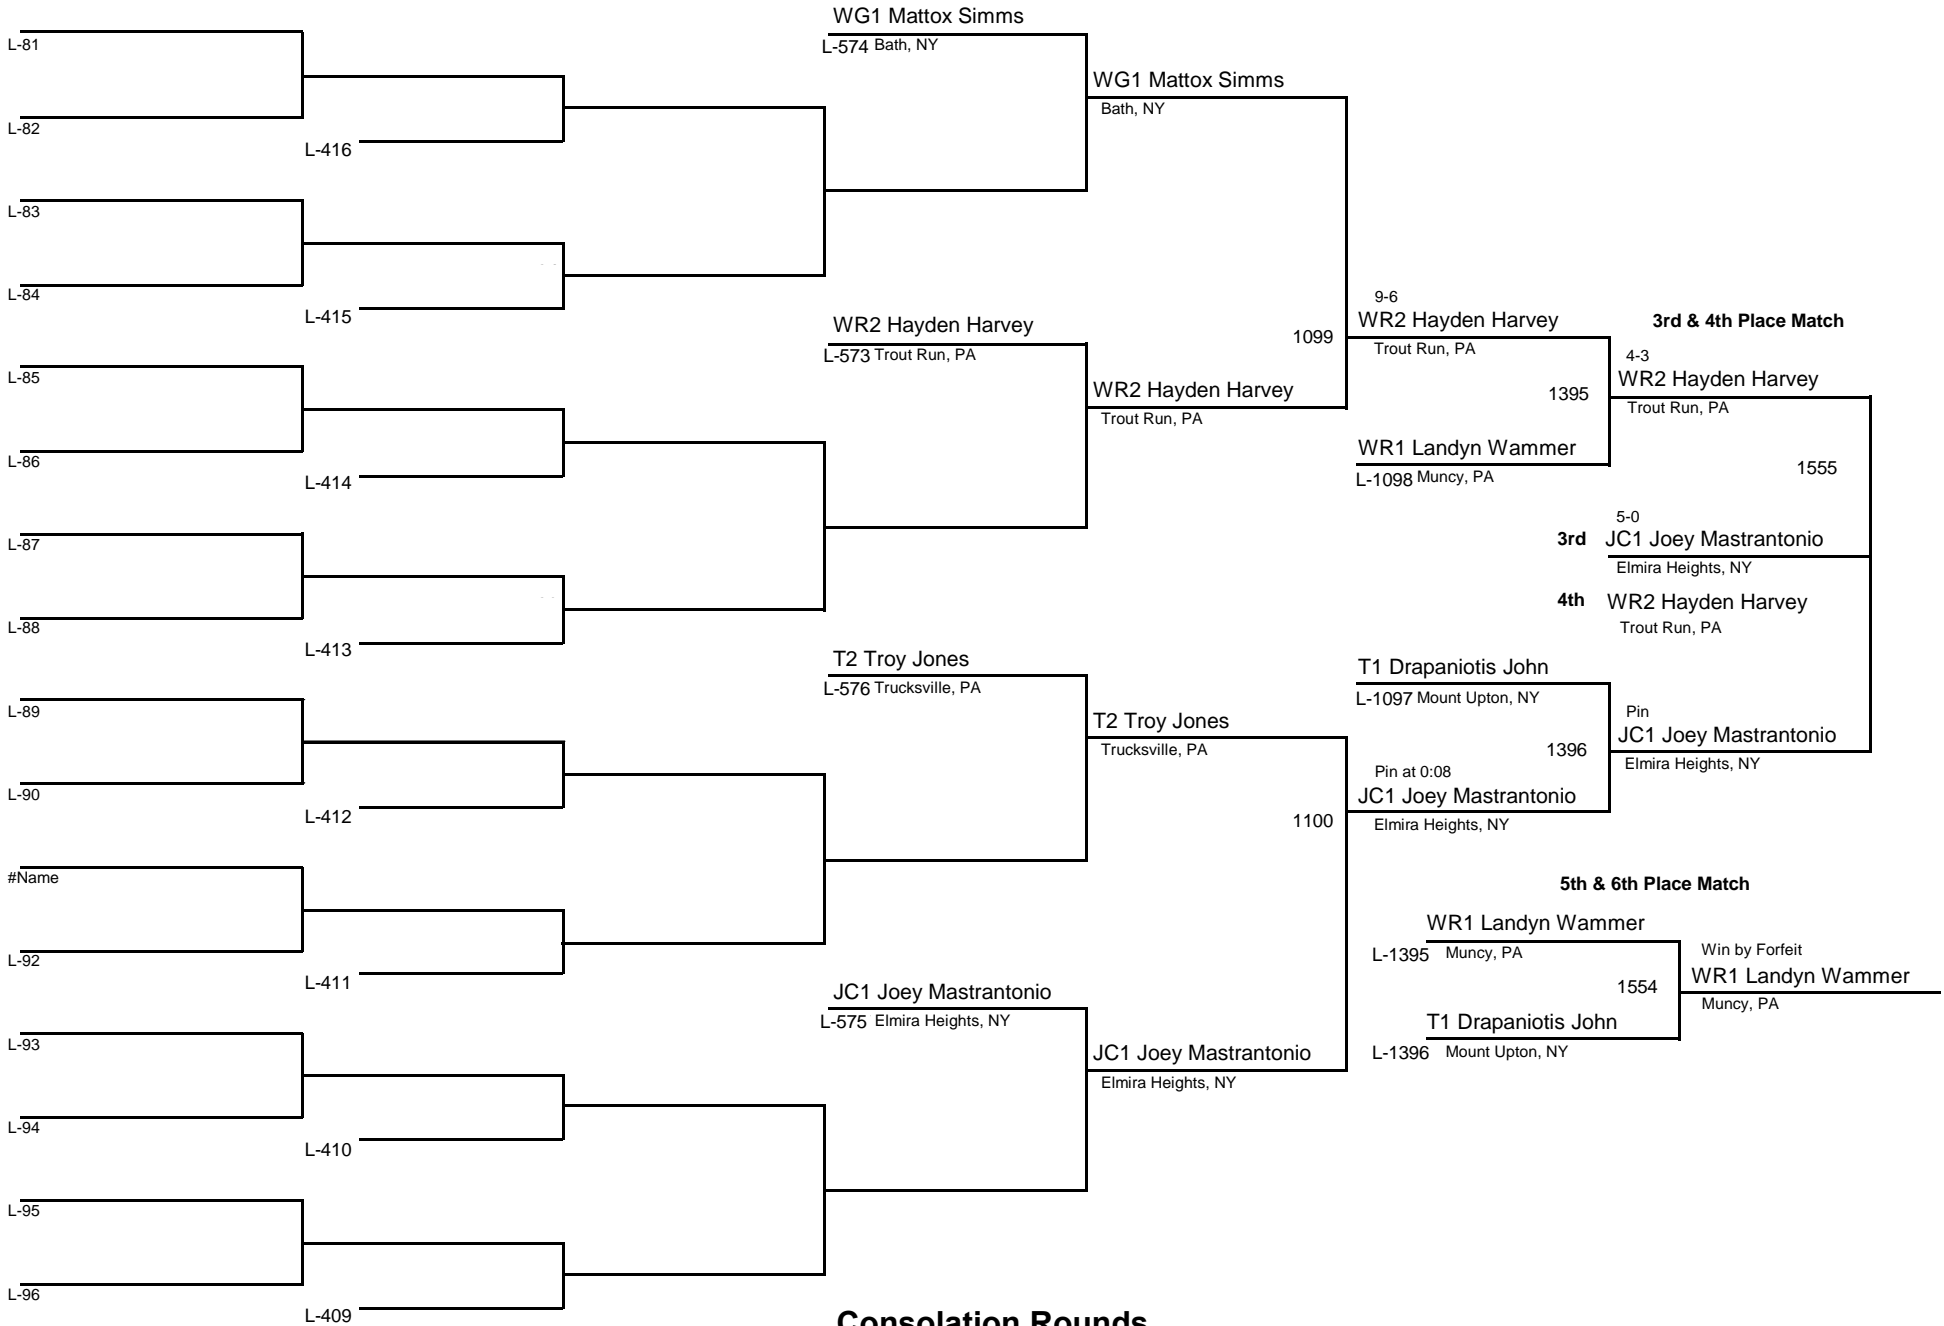 L-81
L-82
L-416
L-83
L-84
L-415
L-85
L-86
L-414
L-87
L-88
L-413
L-89
L-90
L-412
#Name
L-92
L-411
L-93
L-94
L-410
L-95
L-96
L-409
WG1 Mattox Simms
L-574 Bath, NY
WR2 Hayden Harvey
L-573 Trout Run, PA
T2 Troy Jones
L-576 Trucksville, PA
JC1 Joey Mastrantonio
L-575 Elmira Heights, NY
WG1 Mattox Simms
Bath, NY
1099
WR2 Hayden Harvey
Trout Run, PA
T2 Troy Jones
Trucksville, PA
1100
JC1 Joey Mastrantonio
Elmira Heights, NY
9-6
WR2 Hayden Harvey
Trout Run, PA
1395
WR1 Landyn Wammer
L-1098 Muncy, PA
T1 Drapaniotis John
L-1097 Mount Upton, NY
1396
Pin at 0:08
JC1 Joey Mastrantonio
Elmira Heights, NY
3rd & 4th Place Match
4-3
WR2 Hayden Harvey
Trout Run, PA
1555
5-0
3rd JC1 Joey Mastrantonio
Elmira Heights, NY
4th WR2 Hayden Harvey
Trout Run, PA
Pin
JC1 Joey Mastrantonio
Elmira Heights, NY
5th & 6th Place Match
WR1 Landyn Wammer
L-1395 Muncy, PA
1554
T1 Drapaniotis John
L-1396 Mount Upton, NY
Win by Forfeit
WR1 Landyn Wammer
Muncy, PA
Consolation Rounds